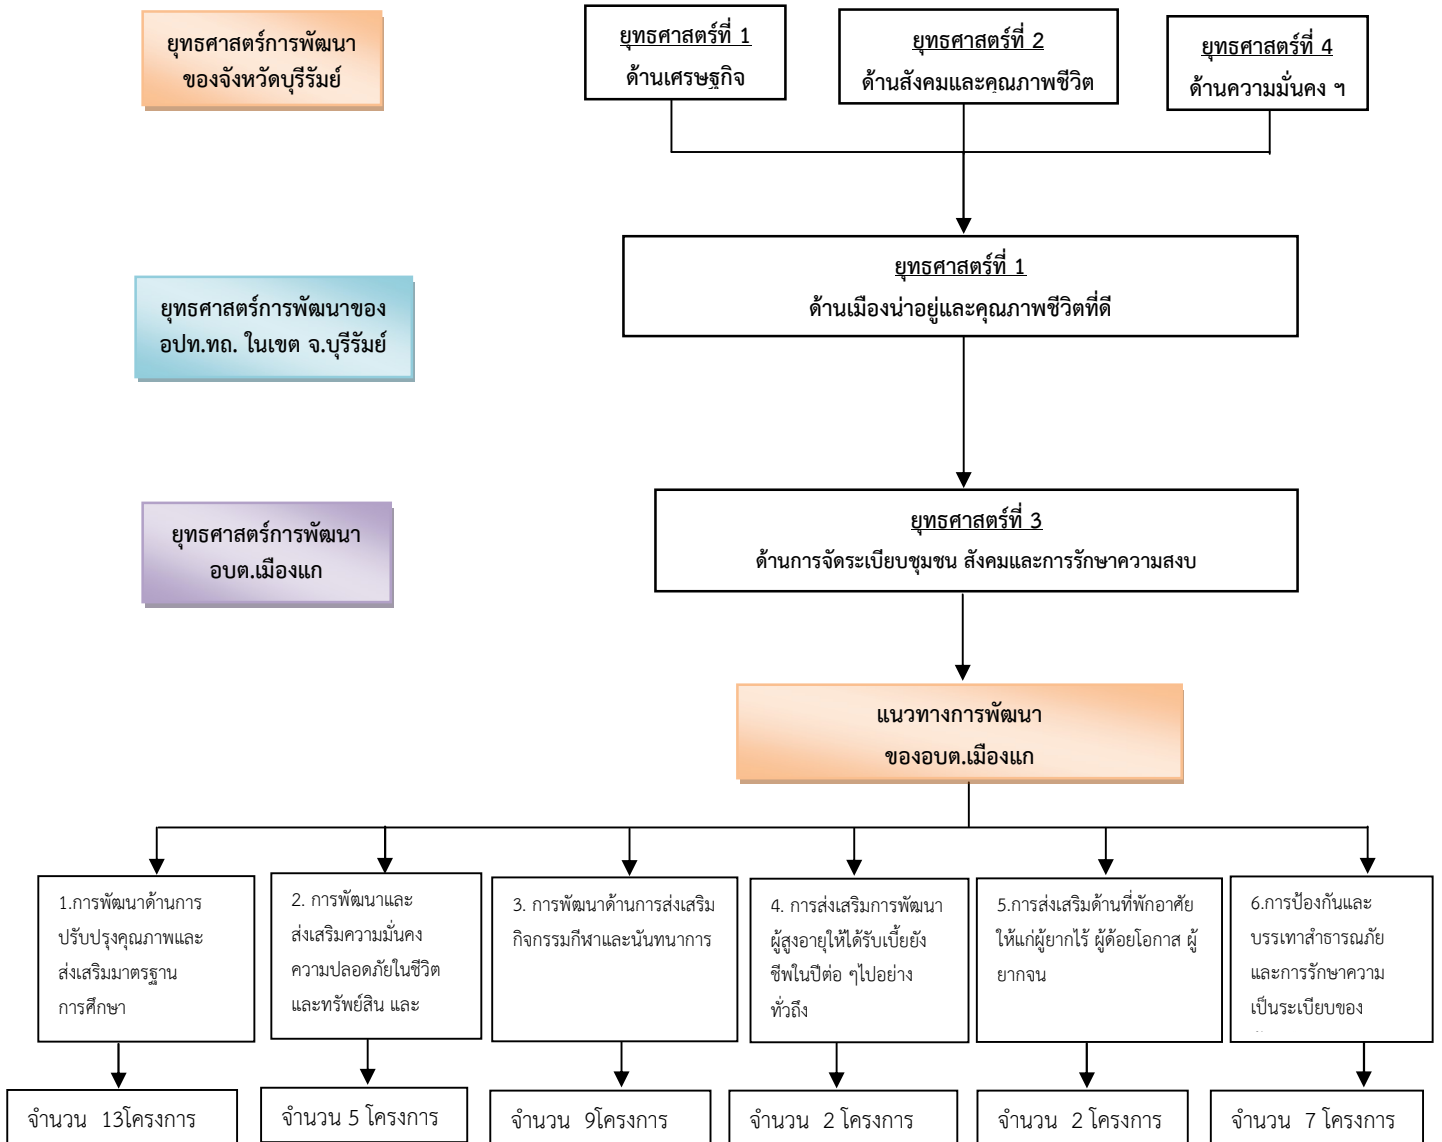 ยุทธศาสตร์การพัฒนา
ของจังหวัดบุรีรัมย์
ยุทธศาสตร์ที่ 1
ด้านเศรษฐกิจ
ยุทธศาสตร์ที่ 2
ด้านสังคมและคุณภาพชีวิต
ยุทธศาสตร์ที่ 4
ด้านความมั่นคง ฯ
ยุทธศาสตร์การพัฒนาของ
อปท.ทถ. ในเขต จ.บุรีรัมย์
ยุทธศาสตร์ที่ 1
ด้านเมืองน่าอยู่และคุณภาพชีวิตที่ดี
ยุทธศาสตร์การพัฒนา
อบต.เมืองแก
ยุทธศาสตร์ที่ 3
ด้านการจัดระเบียบชุมชน สังคมและการรักษาความสงบ
แนวทางการพัฒนา
ของอบต.เมืองแก
1.การพัฒนาด้านการ
ปรับปรุงคุณภาพและ
ส่งเสริมมาตรฐาน
การศึกษา
2. การพัฒนาและ
ส่งเสริมความมั่นคง
ความปลอดภัยในชีวิต
และทรัพย์สิน และ
3. การพัฒนาด้านการส่งเสริม
กิจกรรมกีฬาและนันทนาการ
4. การส่งเสริมการพัฒนา
ผู้สูงอายุให้ได้รับเบี้ยยัง
ชีพในปีต่อ ๆไปอย่าง
ทั่วถึง
5.การส่งเสริมด้านที่พักอาศัย
ให้แก่ผู้ยากไร้ ผู้ด้อยโอกาส ผู้
ยากจน
6.การป้องกันและ
บรรเทาสำธารณภัย
และการรักษาความ
เป็นระเบียบของ
จำนวน 13โครงการ
จำนวน 5 โครงการ
จำนวน 9โครงการ
จำนวน 2 โครงการ
จำนวน 2 โครงการ
จำนวน 7 โครงการ